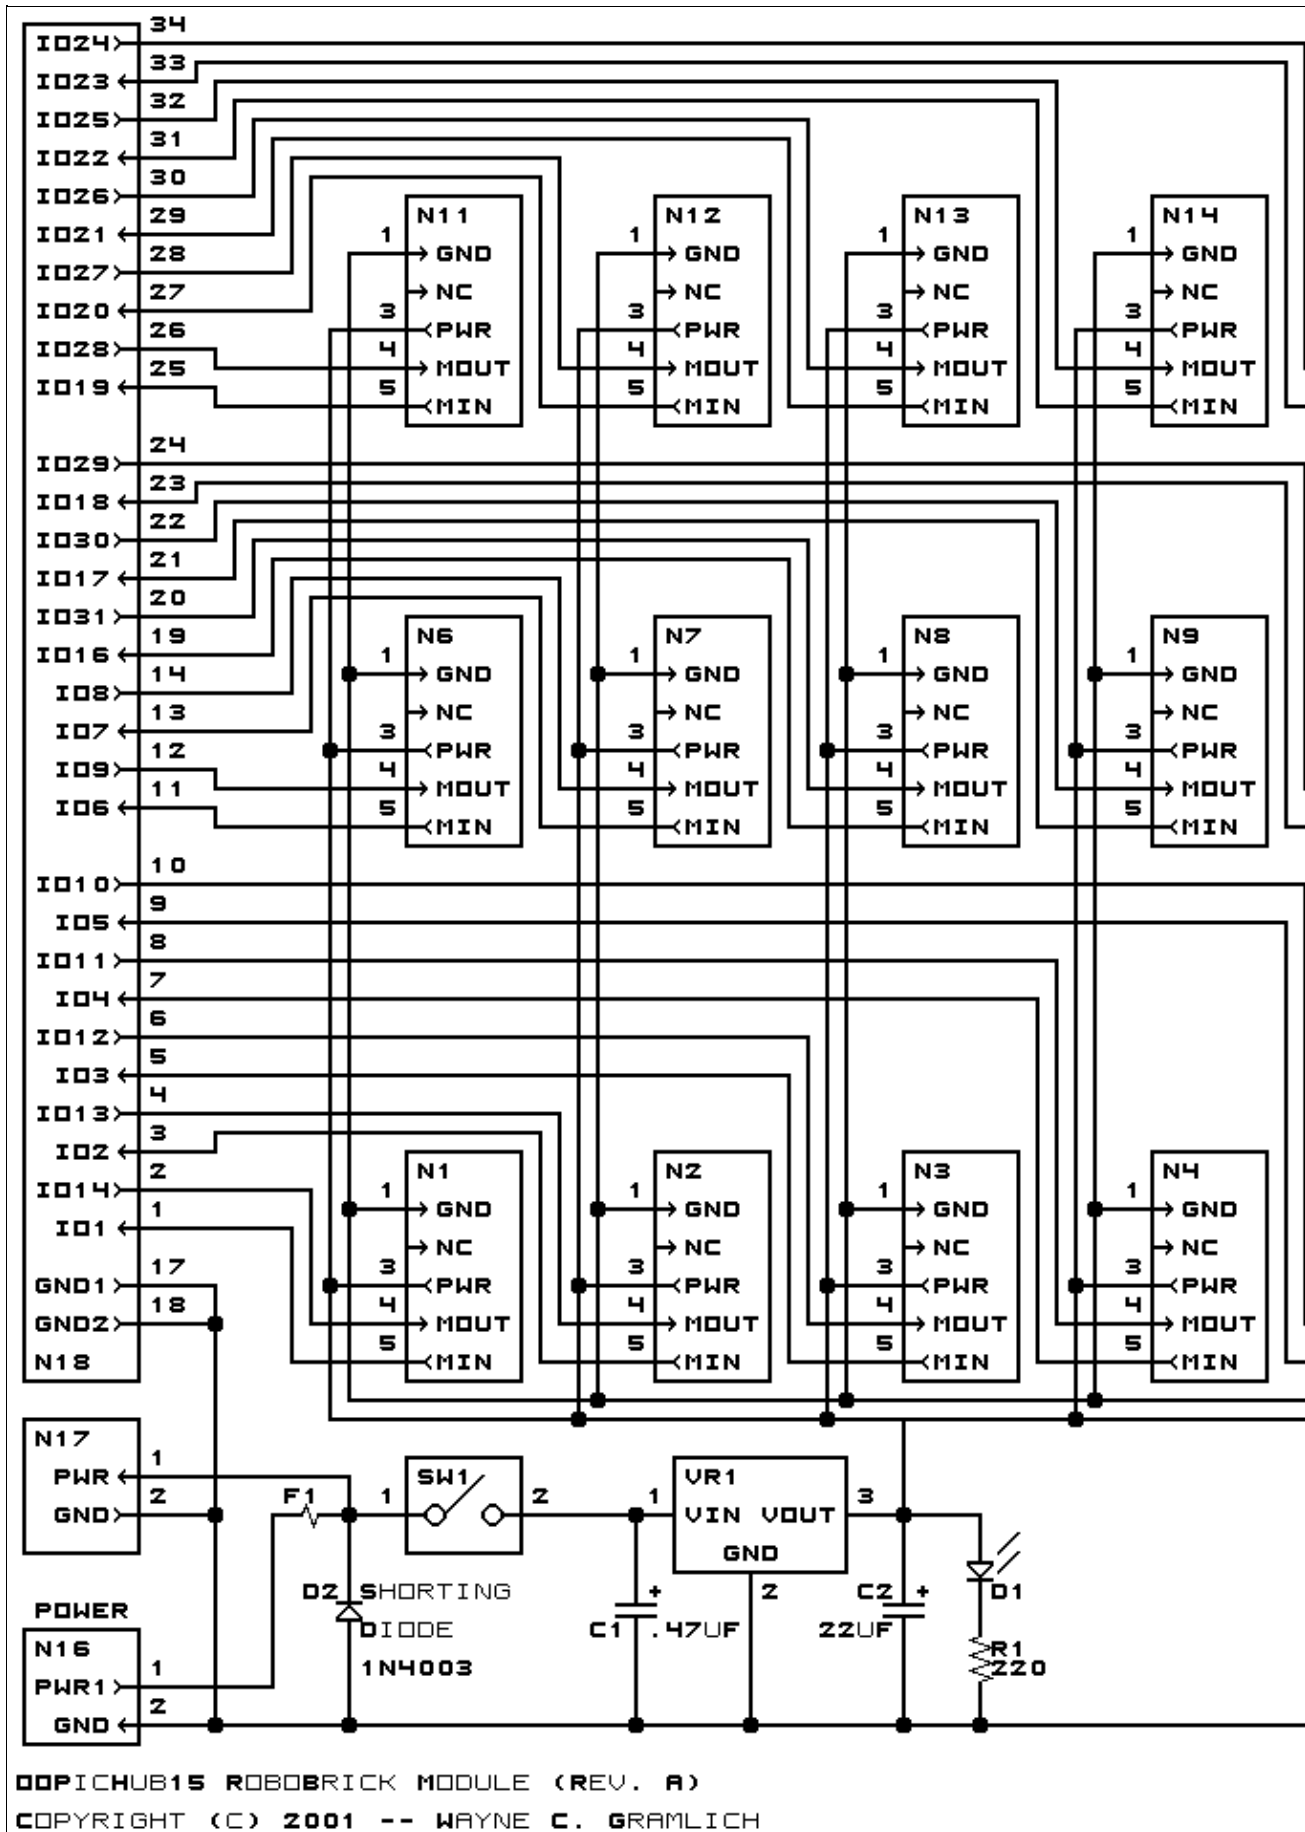 34
IO24
33
IO23
32
IO25
31
IO22
30
IO26
29
IO21
28
IO27
27
IO20
26
IO28
25
IO19
24
IO29
23
IO18
22
IO30
21
IO17
20
IO31
19
IO16
14
IO8
13
IO7
12
IO9
11
IO6
10
IO10
9
IO5
8
IO11
7
IO4
6
IO12
5
IO3
4
IO13
3
IO2
2
IO14
1
IO1
17
GND1
18
GND2
N18
N11
1 GND
NC
3 PWR
4 MOUT
5 MIN
N12
1 GND
NC
3 PWR
4 MOUT
5 MIN
N13
1 GND
NC
3 PWR
4 MOUT
5 MIN
N14
1 GND
NC
3 PWR
4 MOUT
5 MIN
N6
1 GND
NC
3 PWR
4 MOUT
5 MIN
N7
1 GND
NC
3 PWR
4 MOUT
5 MIN
N8
1 GND
NC
3 PWR
4 MOUT
5 MIN
N9
1 GND
NC
3 PWR
4 MOUT
5 MIN
N1
1 GND
NC
3 PWR
4 MOUT
5 MIN
N2
1 GND
NC
3 PWR
4 MOUT
5 MIN
N3
1 GND
NC
3 PWR
4 MOUT
5 MIN
N4
1 GND
NC
3 PWR
4 MOUT
5 MIN
N17
PWR 1
GND 2
F1
1 SW1 2
1 VR1 3
VIN VOUT
GND
2
D2 SHORTING
DIODE
1N4003
+
C1 .47UF
C2 +
22UF
D1
R1
220
POWER
N16
PWR1 1
GND 2
OOPICHUB15 ROBOBRICK MODULE (REV. A)
COPYRIGHT (C) 2001 -- WAYNE C. GRAMLICH